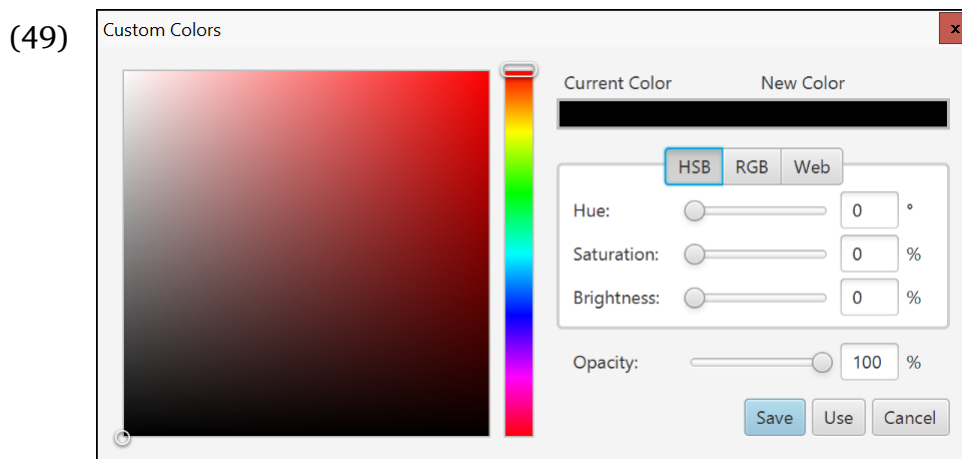 (49)
Custom Colors
x
Current Color New Color
HSB RGB Web
Hue: 0 °
Saturation: 0 %
Brightness: 0 %
Opacity: 100 %
Save Use Cancel